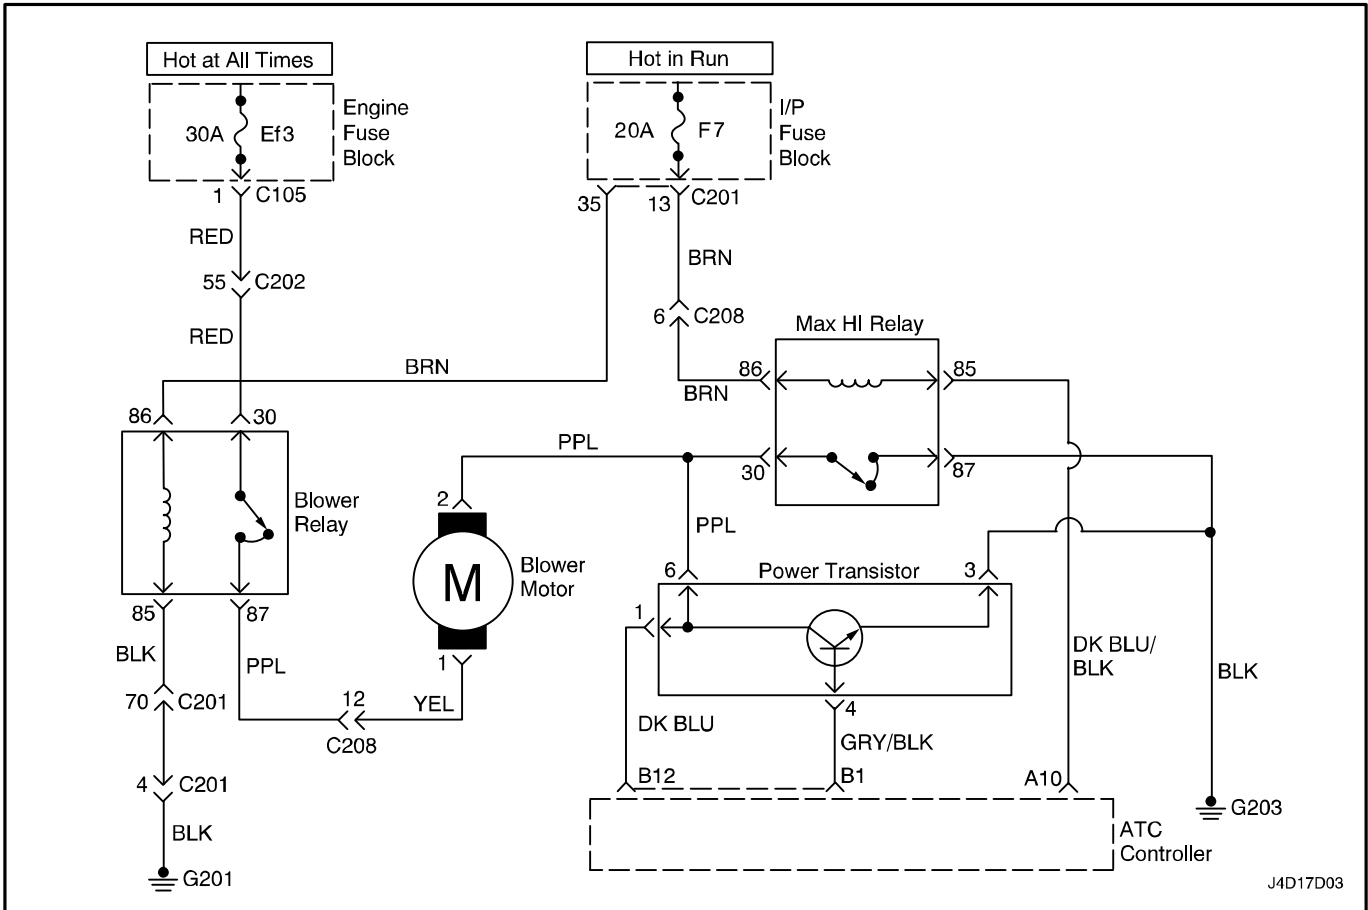 Hot at All Times
Hot in Run
30A
Ef3
Engine
Fuse
Block
20A
F7
I/P
Fuse
Block
1
C105
35
13
C201
RED
BRN
55
C202
6
C208
RED
Max HI Relay
BRN
86
85
BRN
86
30
PPL
30
87
2
Blower
Relay
PPL
M
Blower
Motor
6
Power Transistor
3
85
87
1
BLK
PPL
1
DK BLU/
BLK
BLK
70
C201
12
YEL
C208
4
DK BLU
GRY/BLK
4
C201
B12
B1
A10
G203
BLK
ATC
Controller
G201
J4D17D03